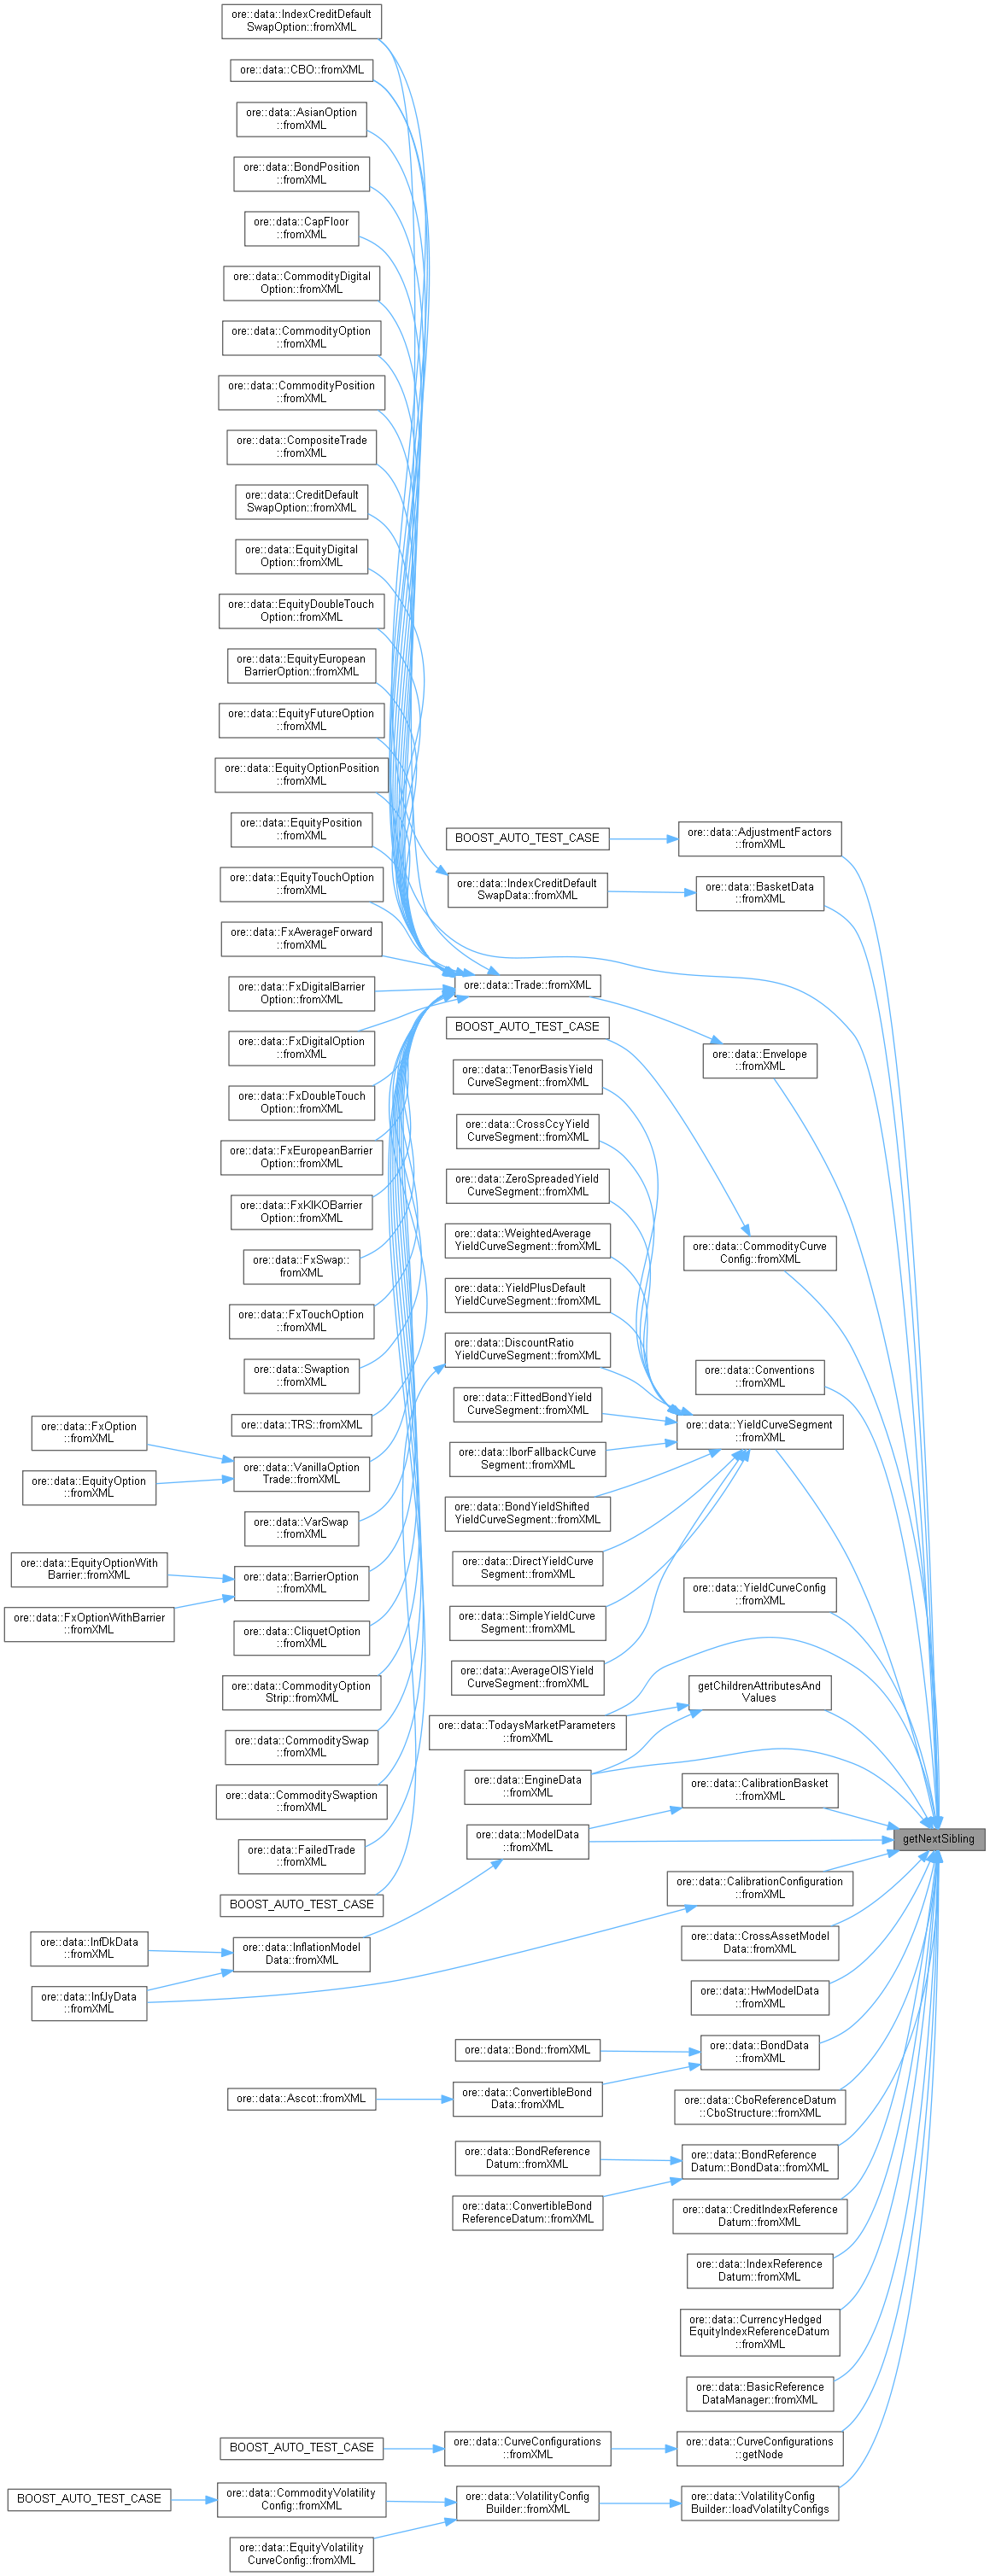 ore::data::IndexCreditDefault
SwapOption::fromXML
ore::data::CBO::fromXML
ore::data::AsianOption
::fromXML
ore::data::BondPosition
::fromXML
ore::data::CapFloor
::fromXML
ore::data::CommodityDigital
Option::fromXML
ore::data::CommodityOption
::fromXML
ore::data::CommodityPosition
::fromXML
ore::data::CompositeTrade
::fromXML
ore::data::CreditDefault
SwapOption::fromXML
ore::data::EquityDigital
Option::fromXML
ore::data::EquityDoubleTouch
Option::fromXML
ore::data::EquityEuropean
BarrierOption::fromXML
ore::data::EquityFutureOption
::fromXML
ore::data::EquityOptionPosition
::fromXML
ore::data::EquityPosition
::fromXML
ore::data::EquityTouchOption
::fromXML
ore::data::FxAverageForward
::fromXML
ore::data::FxDigitalBarrier
Option::fromXML
ore::data::FxDigitalOption
::fromXML
ore::data::FxDoubleTouch
Option::fromXML
ore::data::FxEuropeanBarrier
Option::fromXML
ore::data::FxKIKOBarrier
Option::fromXML
ore::data::FxSwap::
fromXML
ore::data::FxTouchOption
::fromXML
ore::data::Swaption
::fromXML
ore::data::TRS::fromXML
ore::data::VanillaOption
Trade::fromXML
ore::data::VarSwap
::fromXML
ore::data::BarrierOption
::fromXML
ore::data::CliquetOption
::fromXML
ore::data::CommodityOption
Strip::fromXML
ore::data::CommoditySwap
::fromXML
ore::data::CommoditySwaption
::fromXML
ore::data::FailedTrade
::fromXML
BOOST_AUTO_TEST_CASE
ore::data::InflationModel
Data::fromXML
ore::data::FxOption
::fromXML
ore::data::EquityOption
::fromXML
ore::data::EquityOptionWith
Barrier::fromXML
ore::data::FxOptionWithBarrier
::fromXML
ore::data::InfDkData
::fromXML
ore::data::InfJyData
::fromXML
BOOST_AUTO_TEST_CASE
ore::data::AdjustmentFactors
::fromXML
ore::data::IndexCreditDefault
SwapData::fromXML
ore::data::BasketData
::fromXML
ore::data::Trade::fromXML
BOOST_AUTO_TEST_CASE
ore::data::Envelope
::fromXML
ore::data::TenorBasisYield
CurveSegment::fromXML
ore::data::CrossCcyYield
CurveSegment::fromXML
ore::data::ZeroSpreadedYield
CurveSegment::fromXML
ore::data::WeightedAverage
YieldCurveSegment::fromXML
ore::data::CommodityCurve
Config::fromXML
ore::data::YieldPlusDefault
YieldCurveSegment::fromXML
ore::data::DiscountRatio
YieldCurveSegment::fromXML
ore::data::Conventions
::fromXML
ore::data::FittedBondYield
CurveSegment::fromXML
ore::data::YieldCurveSegment
::fromXML
ore::data::IborFallbackCurve
Segment::fromXML
ore::data::BondYieldShifted
YieldCurveSegment::fromXML
ore::data::DirectYieldCurve
Segment::fromXML
ore::data::YieldCurveConfig
::fromXML
ore::data::SimpleYieldCurve
Segment::fromXML
ore::data::AverageOISYield
CurveSegment::fromXML
getChildrenAttributesAnd
Values
ore::data::TodaysMarketParameters
::fromXML
ore::data::EngineData
::fromXML
ore::data::CalibrationBasket
::fromXML
ore::data::ModelData
::fromXML
getNextSibling
ore::data::CalibrationConfiguration
::fromXML
ore::data::CrossAssetModel
Data::fromXML
ore::data::HwModelData
::fromXML
ore::data::Bond::fromXML
ore::data::BondData
::fromXML
ore::data::Ascot::fromXML
ore::data::ConvertibleBond
Data::fromXML
ore::data::CboReferenceDatum
::CboStructure::fromXML
ore::data::BondReference
Datum::fromXML
ore::data::BondReference
Datum::BondData::fromXML
ore::data::ConvertibleBond
ReferenceDatum::fromXML
ore::data::CreditIndexReference
Datum::fromXML
ore::data::IndexReference
Datum::fromXML
ore::data::CurrencyHedged
EquityIndexReferenceDatum
::fromXML
ore::data::BasicReference
DataManager::fromXML
BOOST_AUTO_TEST_CASE
ore::data::CurveConfigurations
::fromXML
ore::data::CurveConfigurations
::getNode
BOOST_AUTO_TEST_CASE
ore::data::CommodityVolatility
Config::fromXML
ore::data::VolatilityConfig
Builder::fromXML
ore::data::VolatilityConfig
Builder::loadVolatiltyConfigs
ore::data::EquityVolatility
CurveConfig::fromXML